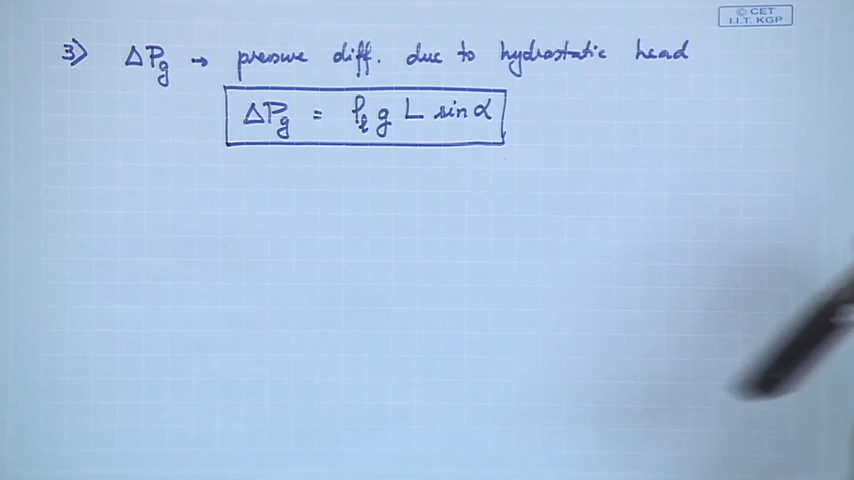 © CET
I.I.T. KGP
3) ΔPg → pressure diff. due to hydrostatic head
ΔPg = ρl g L sin α